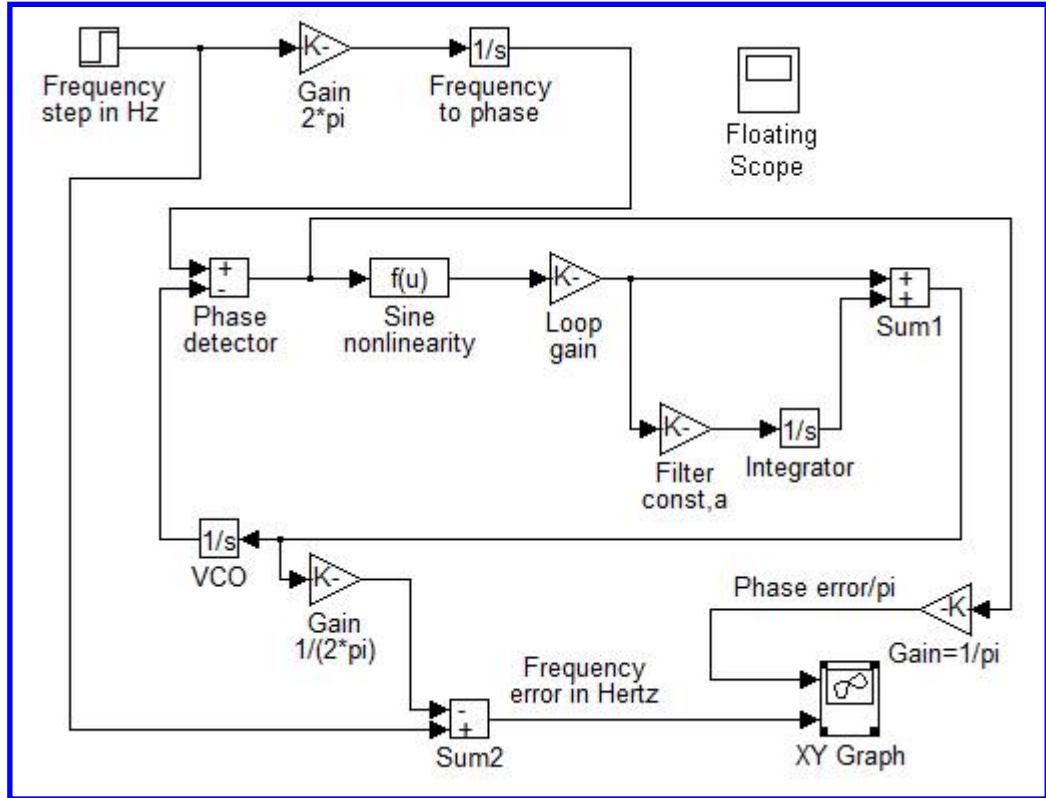 K-
1/s
Frequency
step in Hz
Gain
2*pi
Frequency
to phase
Floating
Scope
+
-
f(u)
K-
+
+
Phase
detector
Sine
nonlinearity
Loop
gain
Sum1
K-
1/s
Filter
const,a
Integrator
1/s
VCO
K-
Gain
1/(2*pi)
Phase error/pi
-K
Gain=1/pi
Frequency
error in Hertz
-
+
Sum2
XY Graph